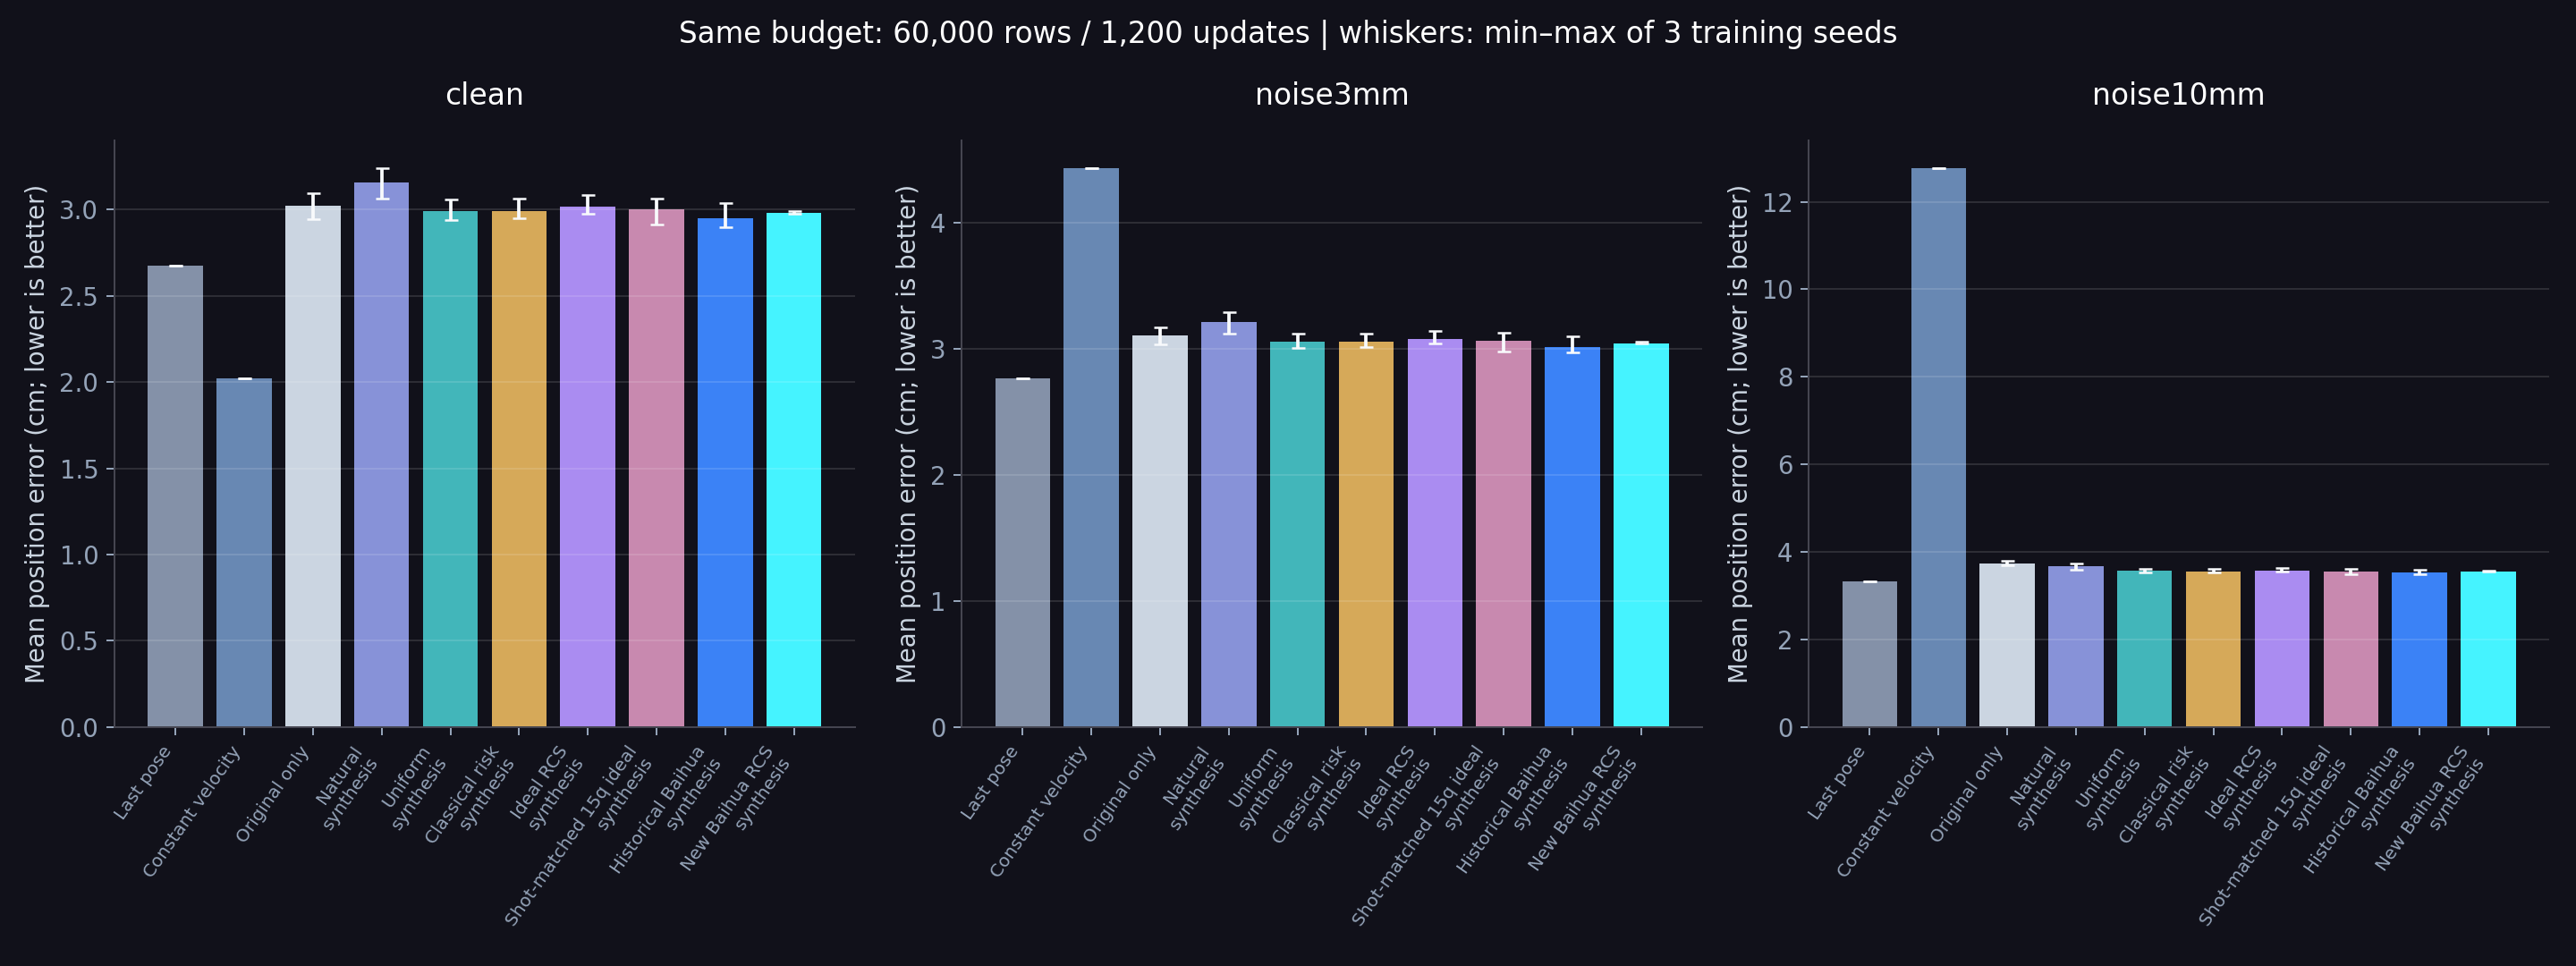 Same budget: 60,000 rows / 1,200 updates | whiskers: min–max of 3 training seeds
clean
Mean position error (cm; lower is better)
3.0
2.5
2.0
1.5
1.0
0.5
0.0
Last pose
Constant velocity
Original only
Natural
synthesis
Uniform
synthesis
Classical risk
synthesis
Ideal RCS
synthesis
Shot-matched 15q ideal
synthesis
Historical Baihua
synthesis
New Baihua RCS
synthesis
noise3mm
Mean position error (cm; lower is better)
4
3
2
1
0
Last pose
Constant velocity
Original only
Natural
synthesis
Uniform
synthesis
Classical risk
synthesis
Ideal RCS
synthesis
Shot-matched 15q ideal
synthesis
Historical Baihua
synthesis
New Baihua RCS
synthesis
noise10mm
Mean position error (cm; lower is better)
12
10
8
6
4
2
0
Last pose
Constant velocity
Original only
Natural
synthesis
Uniform
synthesis
Classical risk
synthesis
Ideal RCS
synthesis
Shot-matched 15q ideal
synthesis
Historical Baihua
synthesis
New Baihua RCS
synthesis